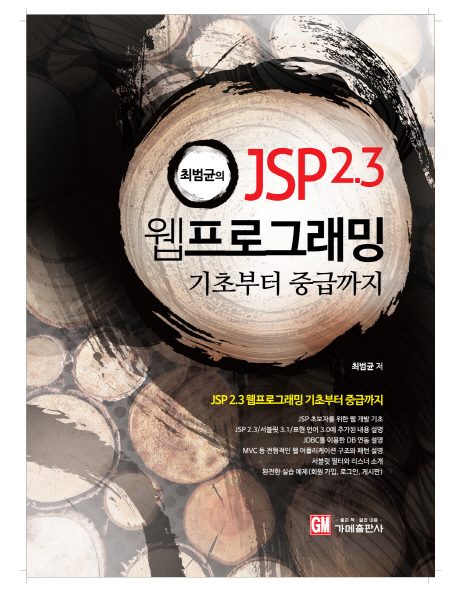 최범균의
JSP 2.3
웹프로그래밍
기초부터 중급까지
최범균 저
JSP 2.3 웹프로그래밍 기초부터 중급까지
JSP 초보자를 위한 웹 개발 기초
JSP 2.3/서블릿 3.1/표현 언어 3.0에 추가된 내용 설명
JDBC를 이용한 DB 연동 설명
MVC 등 전형적인 웹 어플리케이션 구조와 패턴 설명
서블릿 필터와 리스너 소개
완전한 실습 예제(회원 가입, 로그인, 게시판)
GM
가메출판사